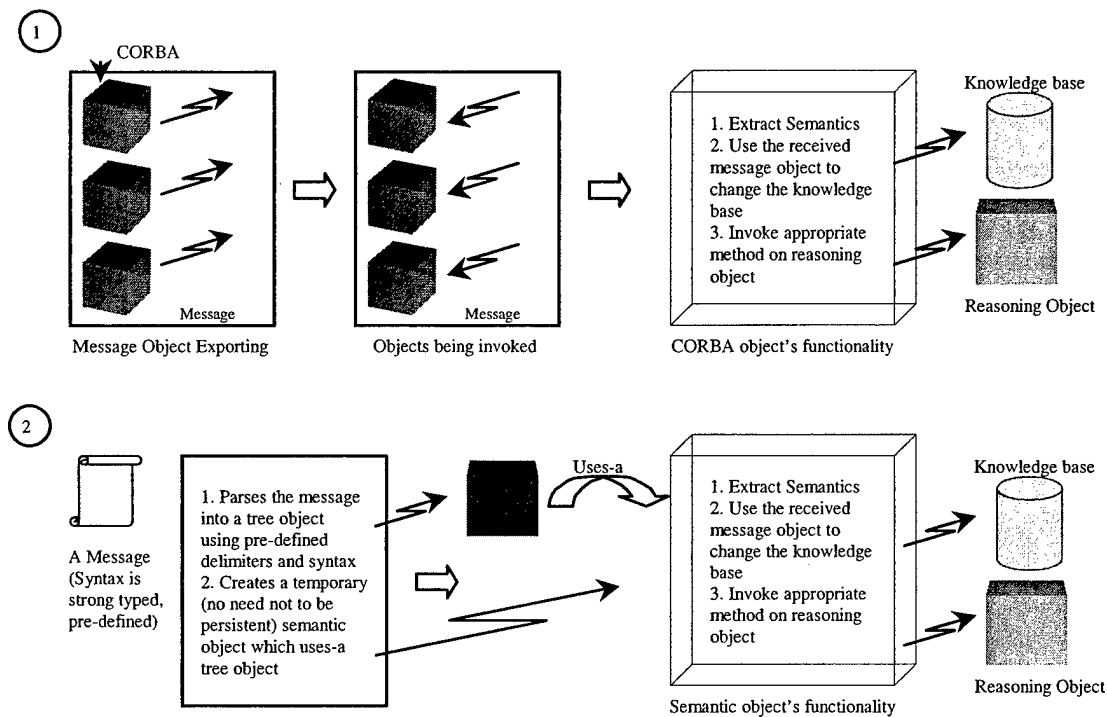 1
CORBA
Message
Message Object Exporting
Message
Objects being invoked
1. Extract Semantics
2. Use the received
message object to
change the knowledge
base
3. Invoke appropriate
method on reasoning
object
CORBA object's functionality
Knowledge base
Reasoning Object
2
A Message
(Syntax is
strong typed,
pre-defined)
1. Parses the message
into a tree object
using pre-defined
delimiters and syntax
2. Creates a temporary
(no need not to be
persistent) semantic
object which uses-a
tree object
Uses-a
1. Extract Semantics
2. Use the received
message object to
change the knowledge
base
3. Invoke appropriate
method on reasoning
object
Semantic object's functionality
Knowledge base
Reasoning Object